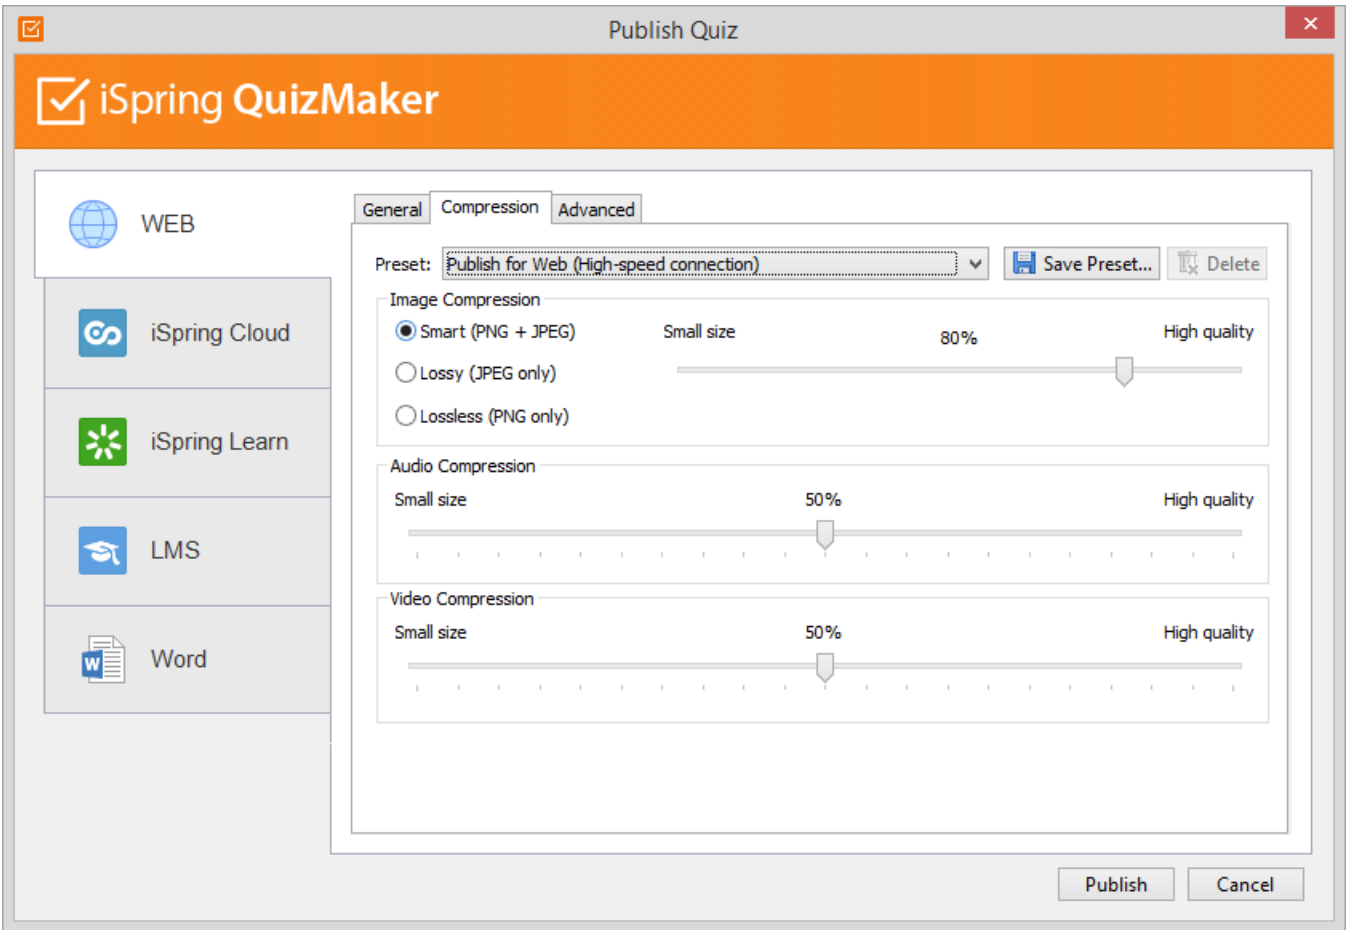 Publish Quiz
iSpring QuizMaker
WEB
iSpring Cloud
iSpring Learn
LMS
W
Word
General Compression Advanced
Preset: Publish for Web (High-speed connection) Save Preset... Delete
Image Compression
Smart (PNG + JPEG) Small size 80% High quality
Lossy (JPEG only)
Lossless (PNG only)
Audio Compression
Small size 50% High quality
Video Compression
Small size 50% High quality
Publish Cancel